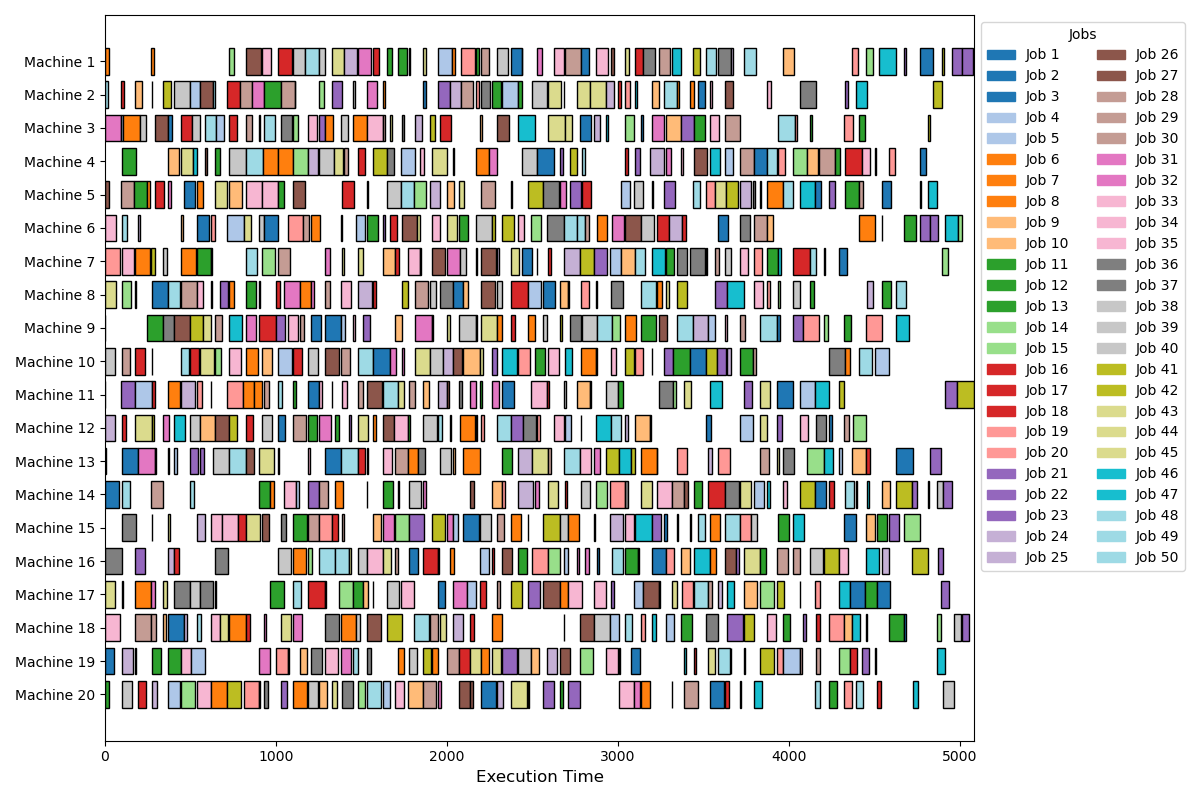 Machine 1
Machine 2
Machine 3
Machine 4
Machine 5
Machine 6
Machine 7
Machine 8
Machine 9
Machine 10
Machine 11
Machine 12
Machine 13
Machine 14
Machine 15
Machine 16
Machine 17
Machine 18
Machine 19
Machine 20
0 1000 2000 3000 4000 5000
Execution Time
Jobs
Job 1 Job 26
Job 2 Job 27
Job 3 Job 28
Job 4 Job 29
Job 5 Job 30
Job 6 Job 31
Job 7 Job 32
Job 8 Job 33
Job 9 Job 34
Job 10 Job 35
Job 11 Job 36
Job 12 Job 37
Job 13 Job 38
Job 14 Job 39
Job 15 Job 40
Job 16 Job 41
Job 17 Job 42
Job 18 Job 43
Job 19 Job 44
Job 20 Job 45
Job 21 Job 46
Job 22 Job 47
Job 23 Job 48
Job 24 Job 49
Job 25 Job 50